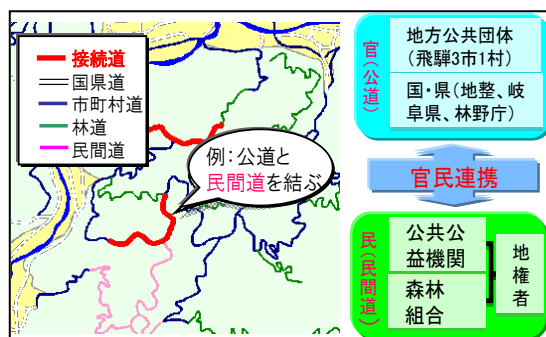 接続道
国県道
市町村道
林道
民間道
例:公道と
民間道を結ぶ
官(公道)
地方公共団体
(飛騨3市1村)
国・県(地整、岐
阜県、林野庁)
官民連携
民(民間道)
公共公
益機関
森林
組合
地権者